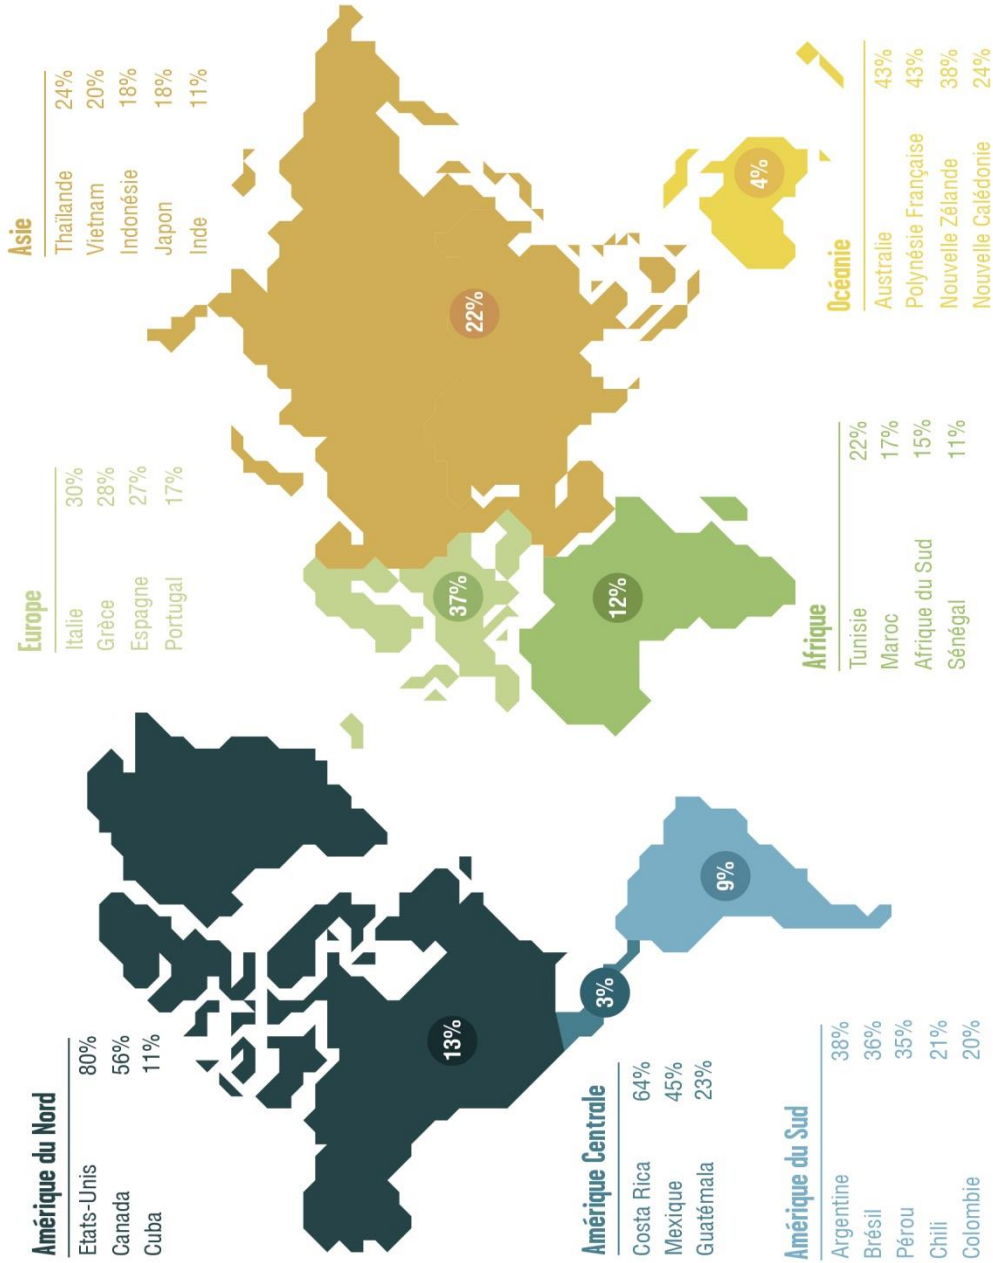 Amérique du Nord
Etats-Unis 80%
Canada 56%
Cuba 11%
Amérique Centrale
Costa Rica 64%
Mexique 45%
Guatémala 23%
Amérique du Sud
Argentine 38%
Brésil 36%
Pérou 35%
Chili 21%
Colombie 20%
Europe
Italie 30%
Grèce 28%
Espagne 27%
Portugal 17%
Afrique
Tunisie 22%
Maroc 17%
Afrique du Sud 15%
Sénégal 11%
Asie
Thaïlande 24%
Vietnam 20%
Indonésie 18%
Japon 18%
Inde 11%
Océanie
Australie 43%
Polynésie Française 43%
Nouvelle Zélande 38%
Nouvelle Calédonie 24%
13%
3%
9%
37%
12%
22%
4%